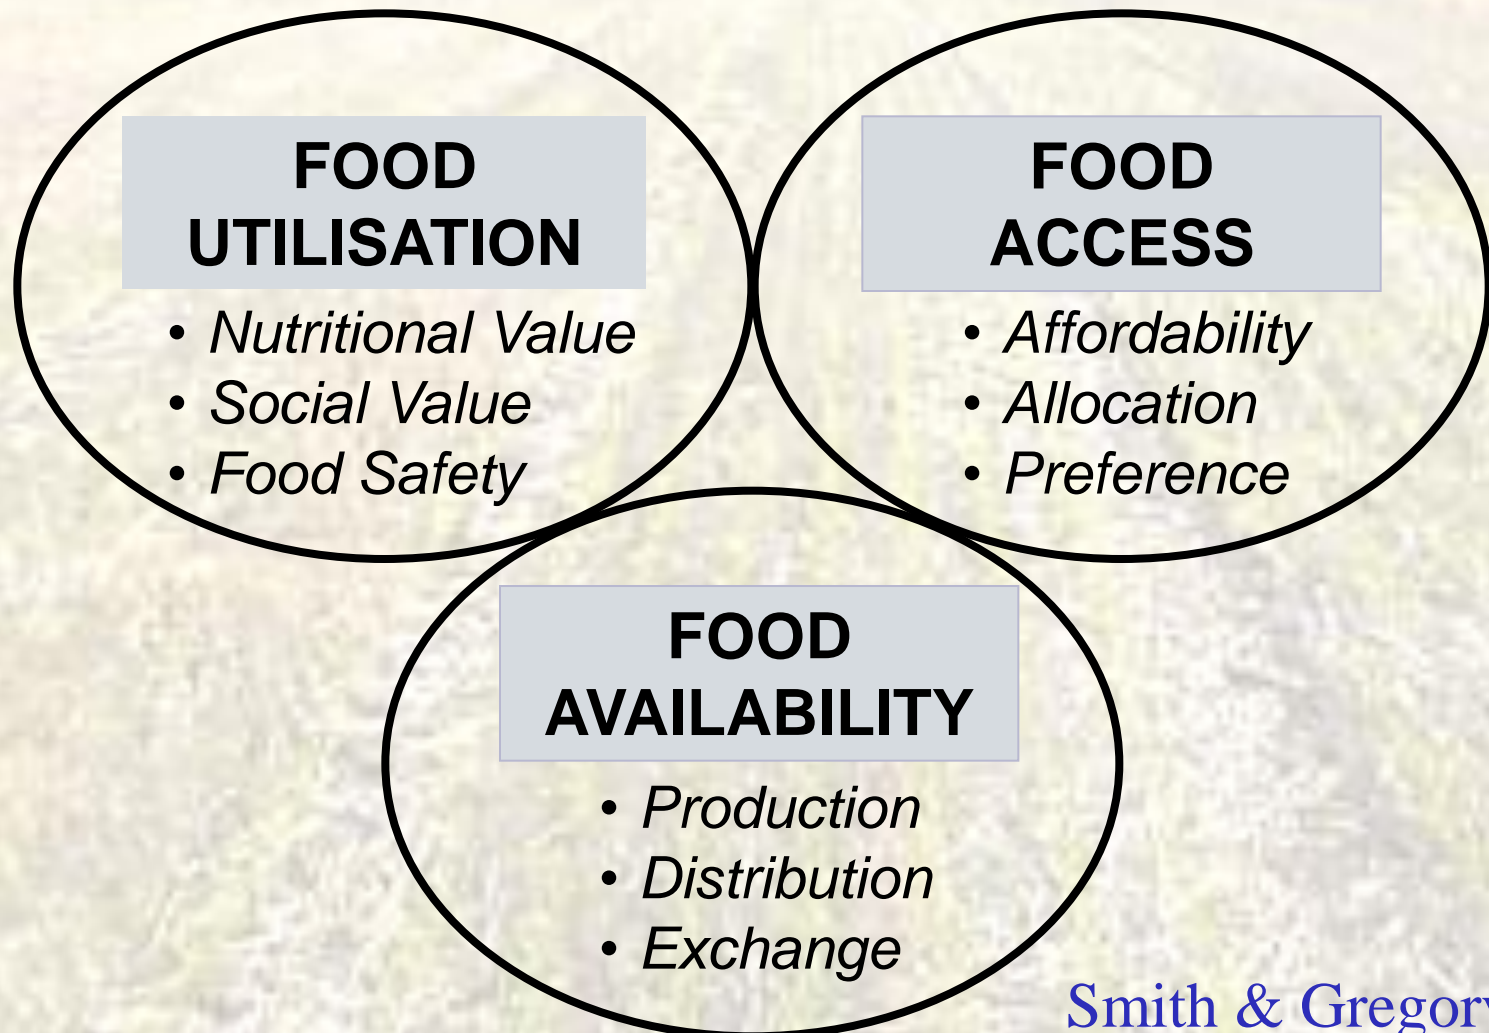 FOOD
UTILISATION
• Nutritional Value
• Social Value
• Food Safety
FOOD
ACCESS
• Affordability
• Allocation
• Preference
FOOD
AVAILABILITY
• Production
• Distribution
• Exchange
Smith & Gregory